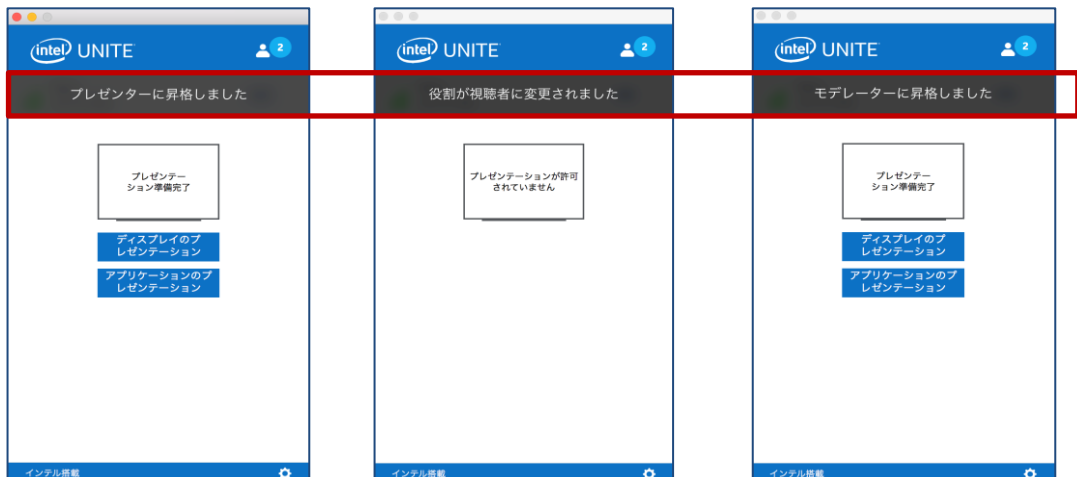 intel UNITE
2
プレゼンターに昇格しました
プレゼンテー
ション準備完了
ディスプレイのプ
レゼンテーション
アプリケーションのプ
レゼンテーション
インテル搭載
intel UNITE
2
役割が視聴者に変更されました
プレゼンテーションが許可
されていません
インテル搭載
intel UNITE
2
モデレーターに昇格しました
プレゼンテー
ション準備完了
ディスプレイのプ
レゼンテーション
アプリケーションのプ
レゼンテーション
インテル搭載